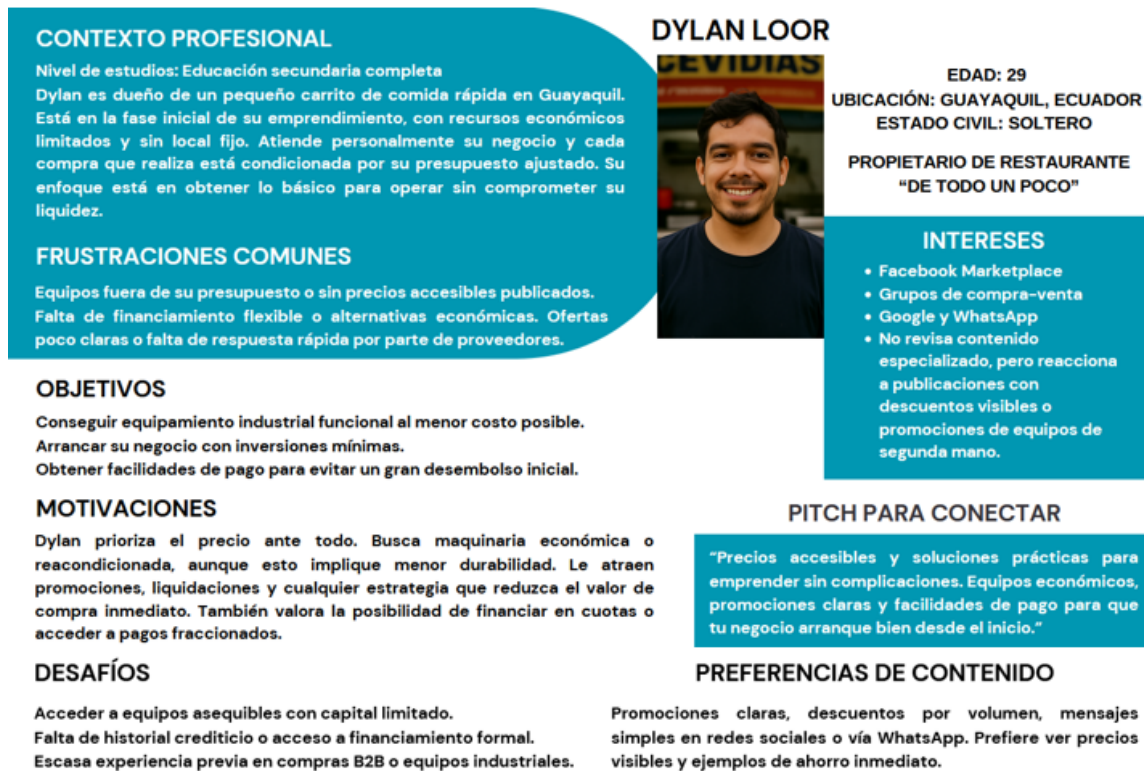 CONTEXTO PROFESIONAL
Nivel de estudios: Educación secundaria completa
Dylan es dueño de un pequeño carrito de comida rápida en Guayaquil.
Está en la fase inicial de su emprendimiento, con recursos económicos
limitados y sin local fijo. Atiende personalmente su negocio y cada
compra que realiza está condicionada por su presupuesto ajustado. Su
enfoque está en obtener lo básico para operar sin comprometer su
liquidez.
FRUSTRACIONES COMUNES
Equipos fuera de su presupuesto o sin precios accesibles publicados.
Falta de financiamiento flexible o alternativas económicas. Ofertas
poco claras o falta de respuesta rápida por parte de proveedores.
DYLAN LOOR
CEVIDIAS
EDAD: 29
UBICACIÓN: GUAYAQUIL, ECUADOR
ESTADO CIVIL: SOLTERO
PROPIETARIO DE RESTAURANTE
“DE TODO UN POCO”
INTERESES
• Facebook Marketplace
• Grupos de compra-venta
• Google y WhatsApp
• No revisa contenido
especializado, pero reacciona
a publicaciones con
descuentos visibles o
promociones de equipos de
segunda mano.
OBJETIVOS
Conseguir equipamiento industrial funcional al menor costo posible.
Arrancar su negocio con inversiones mínimas.
Obtener facilidades de pago para evitar un gran desembolso inicial.
MOTIVACIONES
Dylan prioriza el precio ante todo. Busca maquinaria económica o
reacondicionada, aunque esto implique menor durabilidad. Le atraen
promociones, liquidaciones y cualquier estrategia que reduzca el valor de
compra inmediato. También valora la posibilidad de financiar en cuotas o
acceder a pagos fraccionados.
PITCH PARA CONECTAR
“Precios accesibles y soluciones prácticas para
emprender sin complicaciones. Equipos económicos,
promociones claras y facilidades de pago para que
tu negocio arranque bien desde el inicio.”
DESAFÍOS
Acceder a equipos asequibles con capital limitado.
Falta de historial crediticio o acceso a financiamiento formal.
Escasa experiencia previa en compras B2B o equipos industriales.
PREFERENCIAS DE CONTENIDO
Promociones claras, descuentos por volumen, mensajes
simples en redes sociales o vía WhatsApp. Prefiere ver precios
visibles y ejemplos de ahorro inmediato.